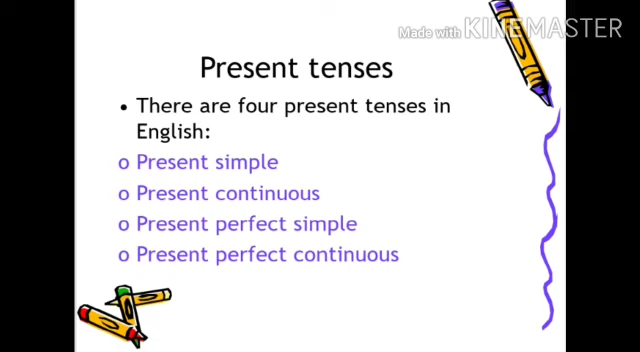 Made with KINEMASTER
Present tenses
• There are four present tenses in
English:
o Present simple
o Present continuous
o Present perfect simple
o Present perfect continuous